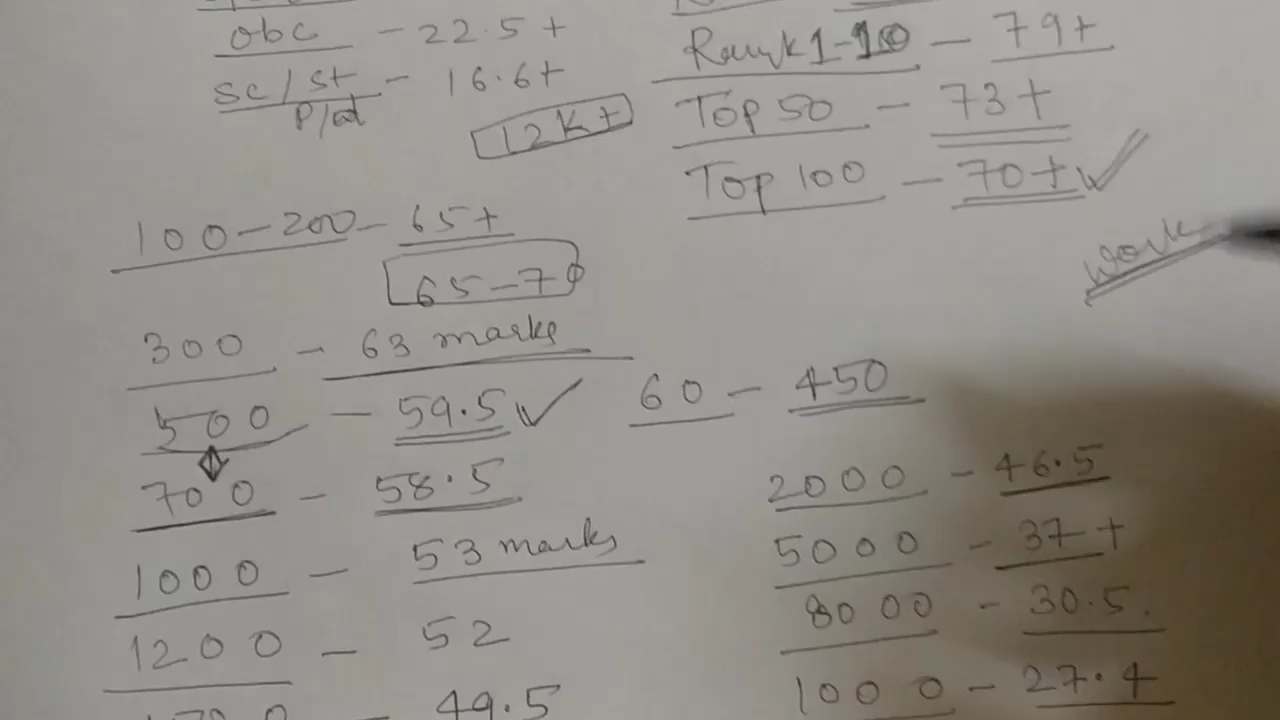 obc - 22.5+
sc/st - 16.6+
12k+
Rank 1-10 - 79+
Top 50 - 73+
Top 100 - 70+
work
100-200 - 65+
65-70
300 - 63 marks
500 - 59.5
60 - 450
700 - 58.5
1000 - 53 marks
1200 - 52
49.5
2000 - 46.5
5000 - 37+
8000 - 30.5
1000 - 27.4